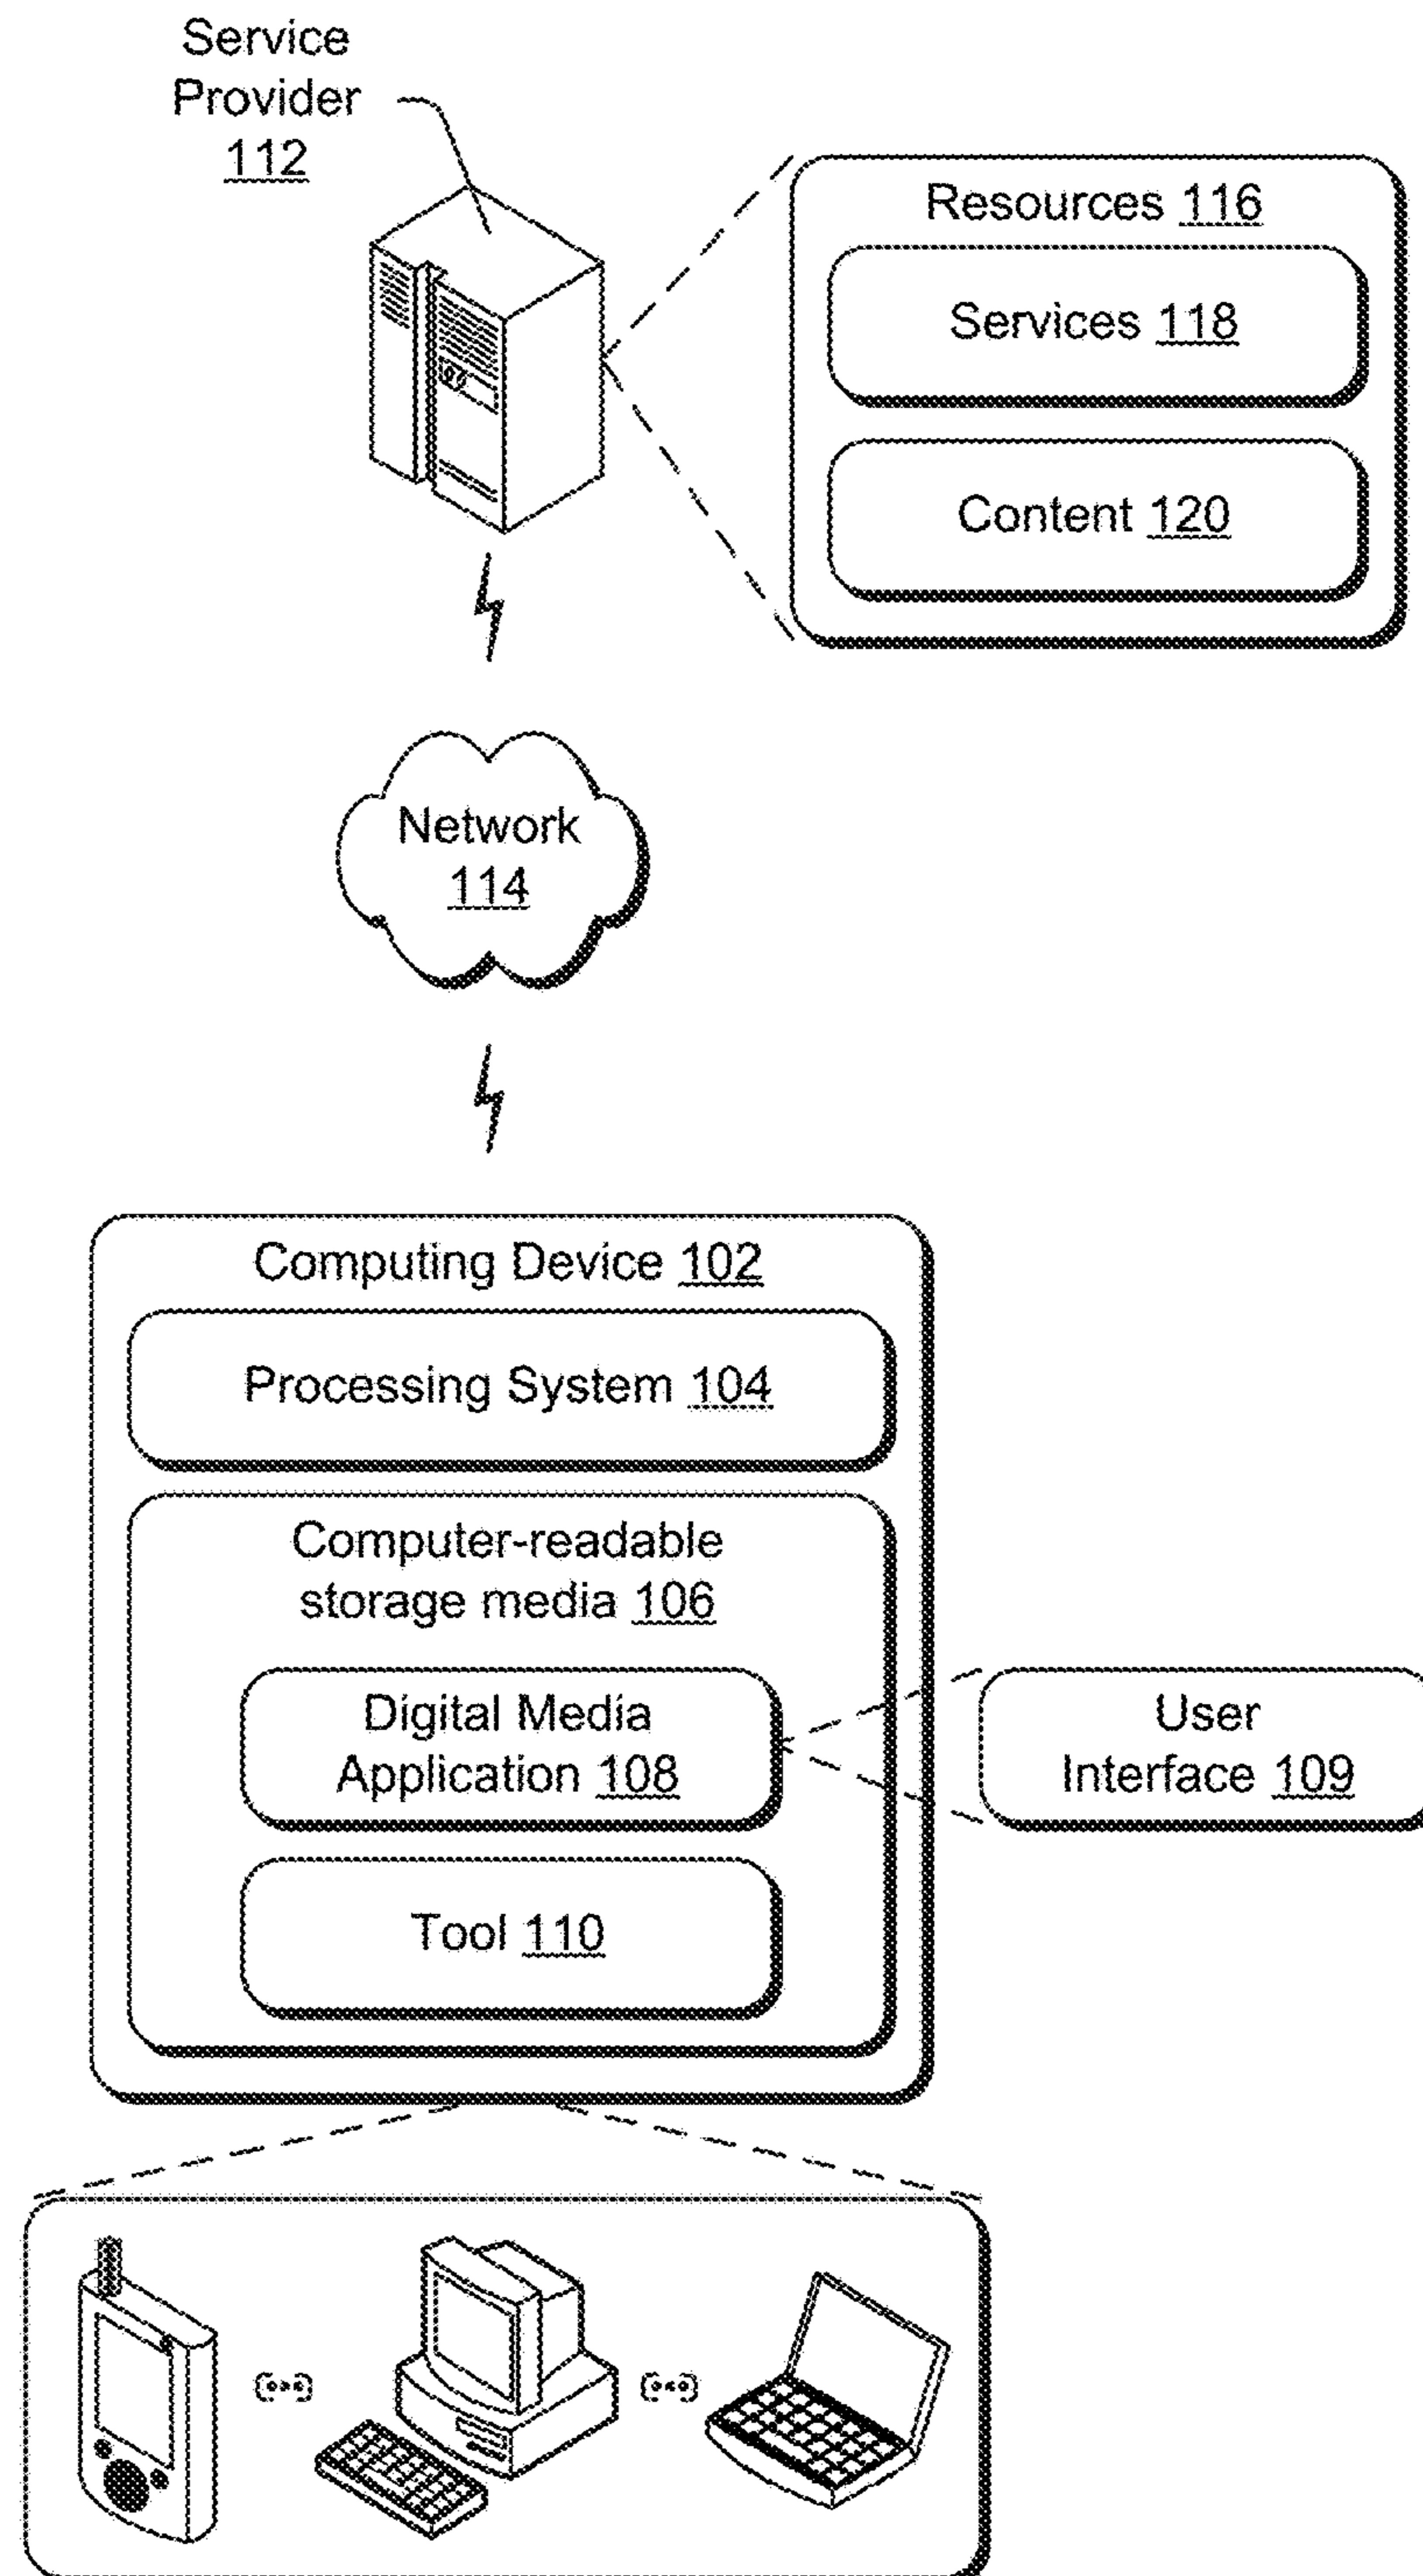 Service
Provider
112
Resources 116
Services 118
Content 120
Network
114
Computing Device 102
Processing System 104
Computer-readable
storage media 106
Digital Media
Application 108
User
Interface 109
Tool 110